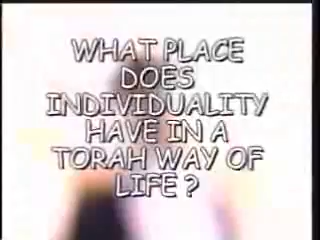 WHAT PLACE
DOES
INDIVIDUALITY
HAVE IN A
TORAH WAY OF
LIFE ?